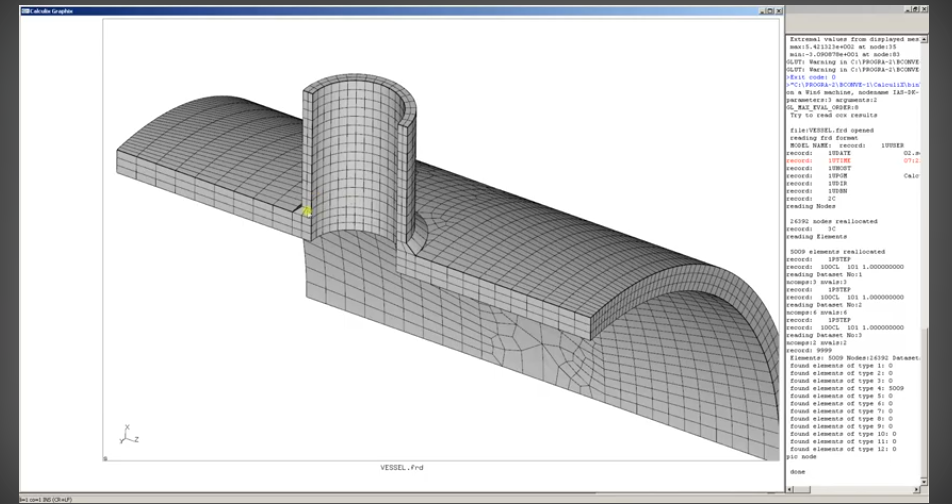 Calculix Graphix
X
Y
Z
VESSEL.frd
Extremal values from displayed mes
max:5.421323e+002 at node:35
min:-3.090878e+001 at node:83
GLUT: Warning in C:\PROGRA~2\BCONVE
GLUT: Warning in C:\PROGRA~2\BCONVE
>Exit code: 0
>"C:\PROGRA~2\BCONVE~1\CalculiX\bin
on a Win6 machine, nodename IAS-DK-
parameters:3 arguments:2
GL_MAX_EVAL_ORDER:8
Try to read ccx results
file:VESSEL.frd opened
reading frd format
MODEL NAME: record: 1UUSER
record: 1UDATE 02.s
record: 1UTIME 07:2
record: 1UHOST
record: 1UPGM Calc
record: 1UDIR
record: 1UDBN
record: 2C
reading Nodes
26392 nodes reallocated
record: 3C
reading Elements
5009 elements reallocated
record: 1PSTEP
record: 100CL 101 1.000000000
reading Dataset No:1
ncomps:3 nvals:3
record: 1PSTEP
record: 100CL 101 1.000000000
reading Dataset No:2
ncomps:6 nvals:6
record: 1PSTEP
record: 100CL 101 1.000000000
reading Dataset No:3
ncomps:2 nvals:2
record: 9999
Elements: 5009 Nodes:26392 Dataset
found elements of type 1: 0
found elements of type 2: 0
found elements of type 3: 0
found elements of type 4: 5009
found elements of type 5: 0
found elements of type 6: 0
found elements of type 7: 0
found elements of type 8: 0
found elements of type 9: 0
found elements of type 10: 0
found elements of type 11: 0
found elements of type 12: 0
pic node
done